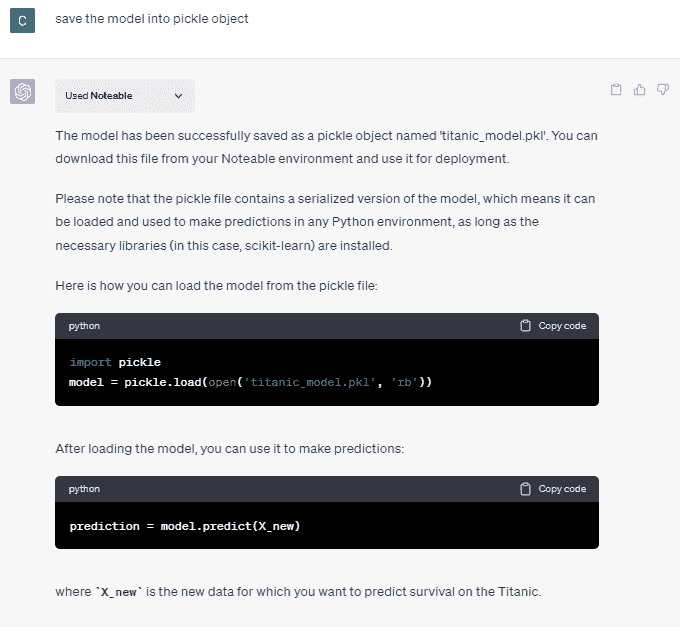 C
save the model into pickle object
Used Noteable
The model has been successfully saved as a pickle object named 'titanic_model.pkl'. You can
download this file from your Noteable environment and use it for deployment.
Please note that the pickle file contains a serialized version of the model, which means it can
be loaded and used to make predictions in any Python environment, as long as the
necessary libraries (in this case, scikit-learn) are installed.
Here is how you can load the model from the pickle file:
python Copy code
import pickle
model = pickle.load(open('titanic_model.pkl', 'rb'))
After loading the model, you can use it to make predictions:
python Copy code
prediction = model.predict(X_new)
where `X_new` is the new data for which you want to predict survival on the Titanic.